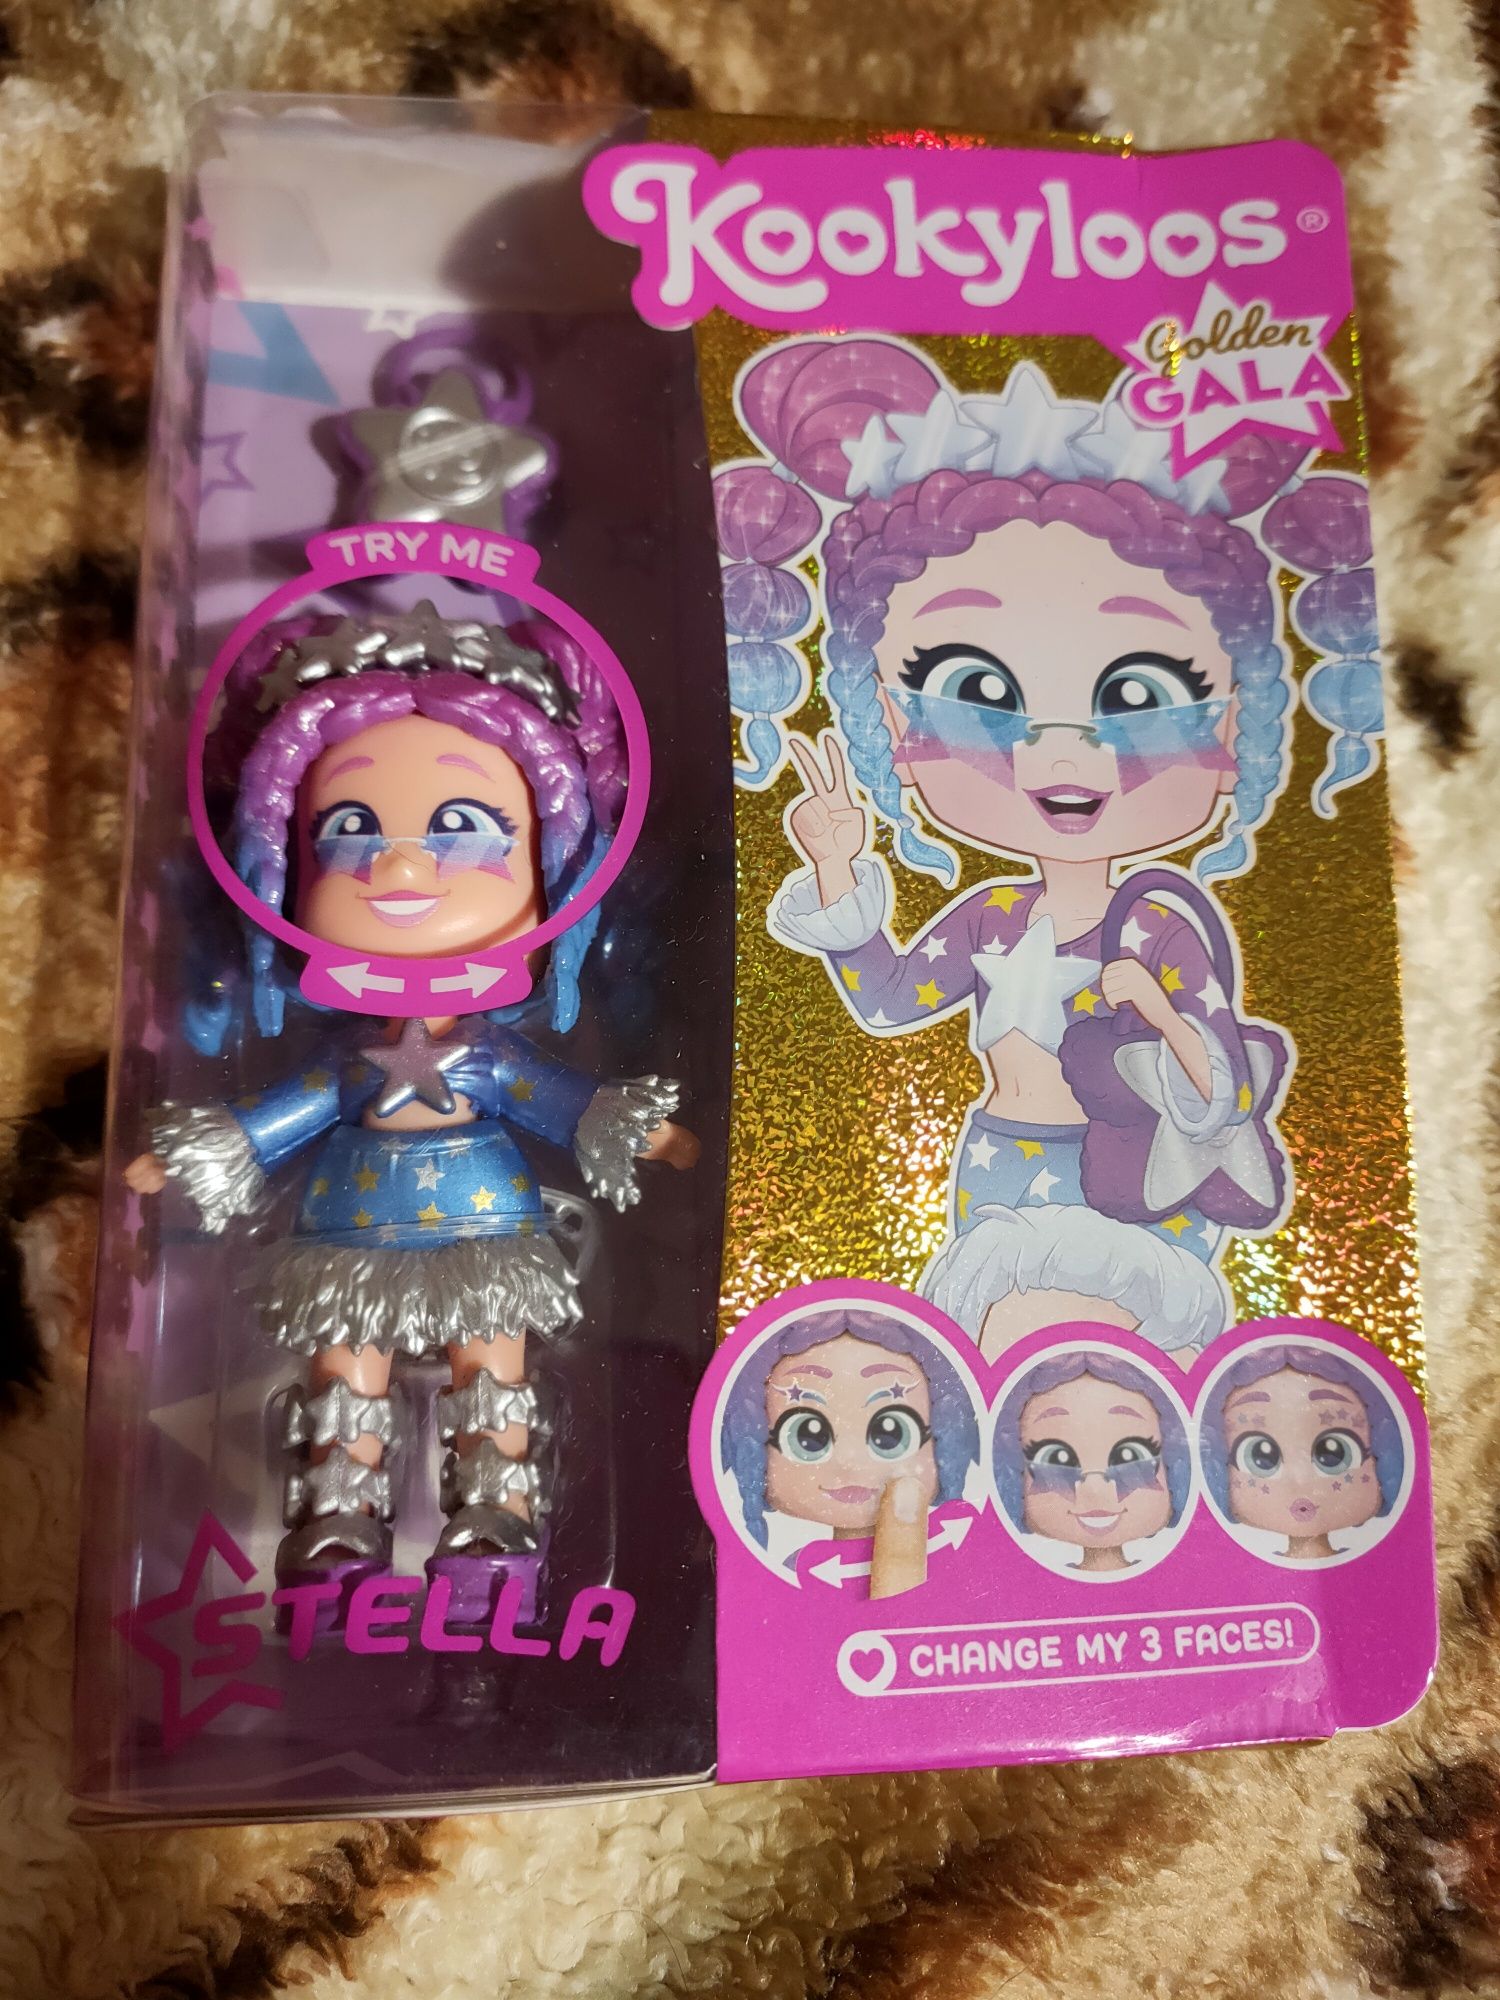 Kookyloos®
Golden
GALA
TRY ME
STELLA
CHANGE MY 3 FACES!